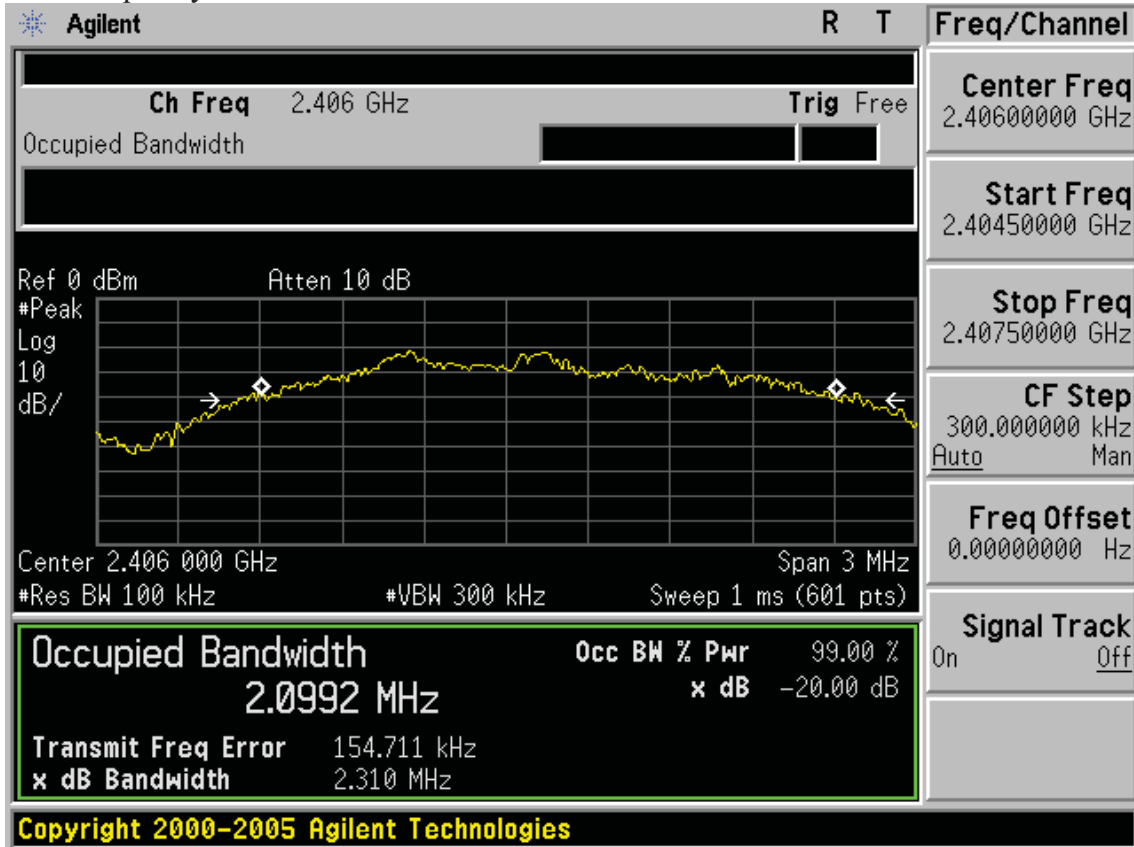 Agilent R T
Ch Freq 2.406 GHz Trig Free
Occupied Bandwidth
Ref 0 dBm Atten 10 dB
#Peak
Log
10
dB/
Center 2.406 000 GHz Span 3 MHz
#Res BW 100 kHz #VBW 300 kHz Sweep 1 ms (601 pts)
Occupied Bandwidth Occ BW % Pwr 99.00 %
2.0992 MHz x dB -20.00 dB
Transmit Freq Error 154.711 kHz
x dB Bandwidth 2.310 MHz
Copyright 2000-2005 Agilent Technologies
Freq/Channel
Center Freq
2.40600000 GHz
Start Freq
2.40450000 GHz
Stop Freq
2.40750000 GHz
CF Step
300.000000 kHz
Auto Man
Freq Offset
0.00000000 Hz
Signal Track
On Off